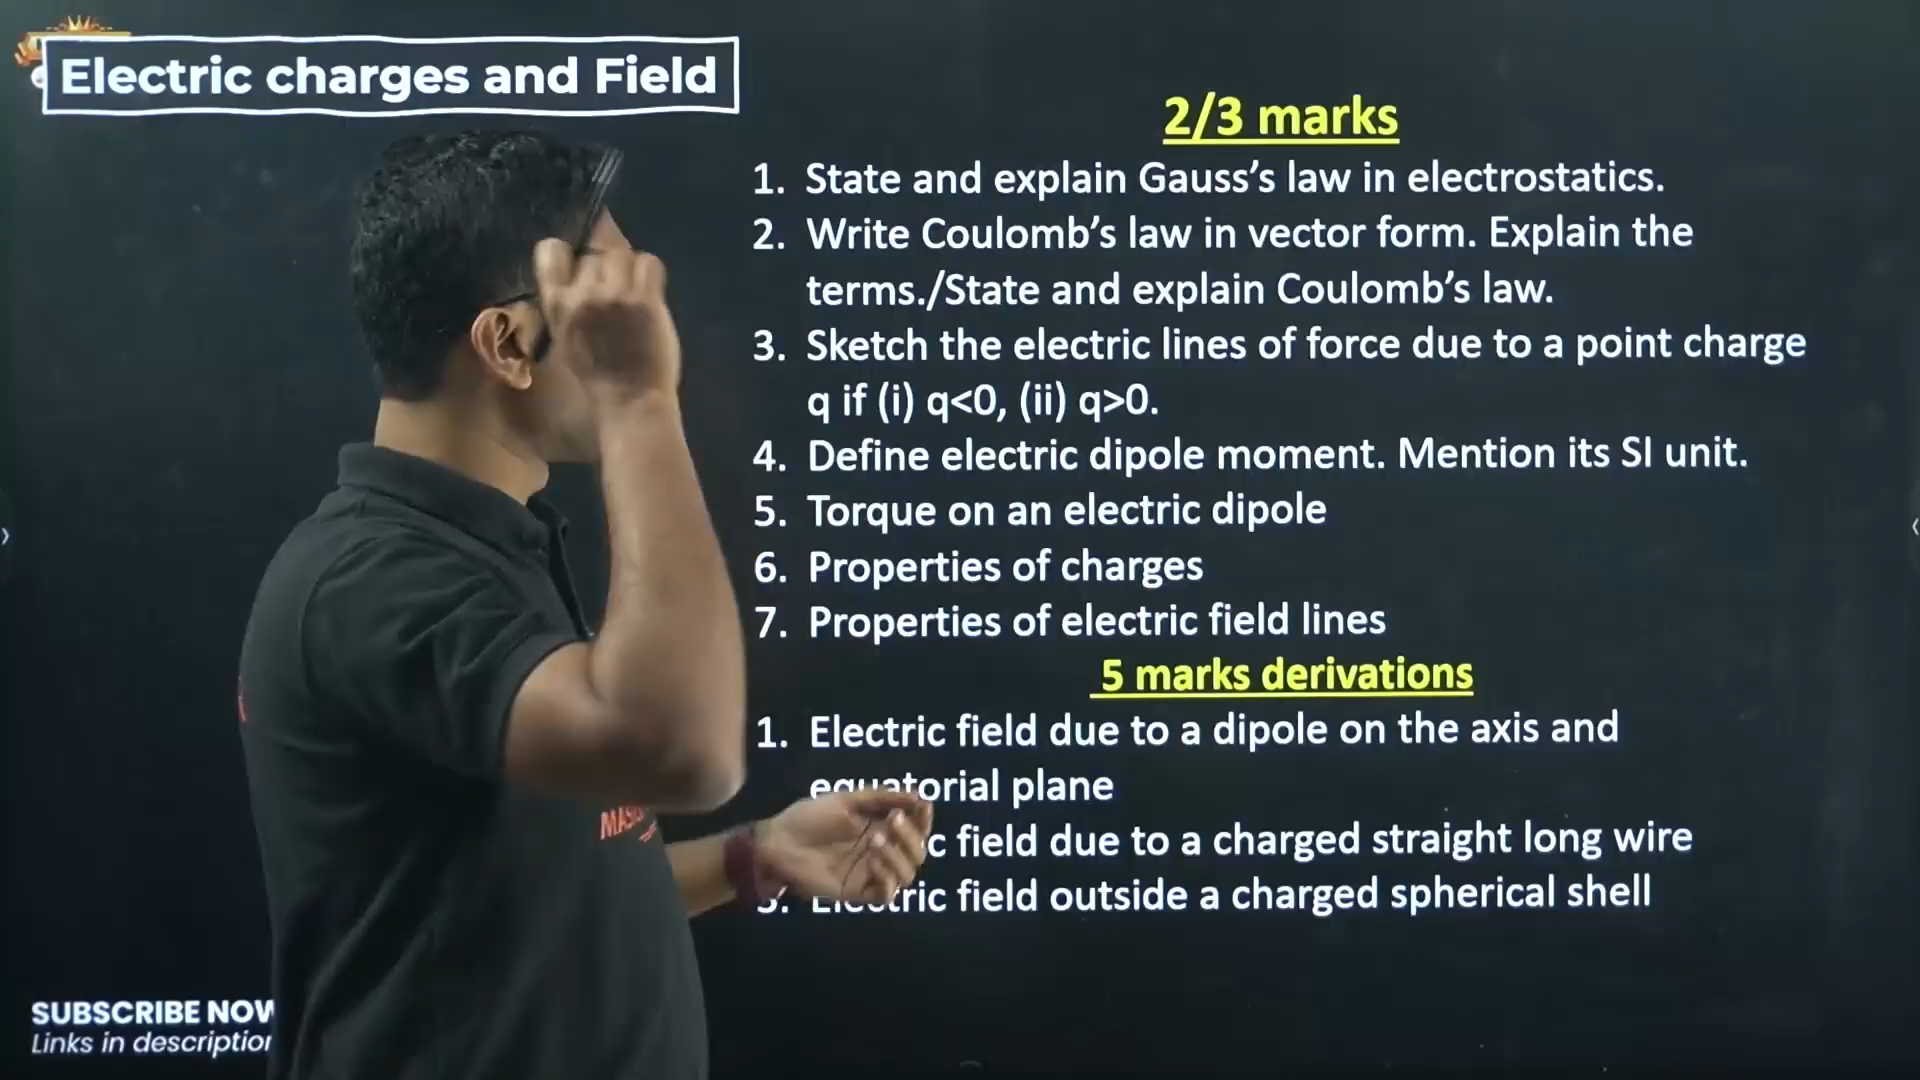 Electric charges and Field
2/3 marks
1. State and explain Gauss’s law in electrostatics.
2. Write Coulomb’s law in vector form. Explain the
terms./State and explain Coulomb’s law.
3. Sketch the electric lines of force due to a point charge
q if (i) q<0, (ii) q>0.
4. Define electric dipole moment. Mention its SI unit.
5. Torque on an electric dipole
6. Properties of charges
7. Properties of electric field lines
5 marks derivations
1. Electric field due to a dipole on the axis and
equatorial plane
field due to a charged straight long wire
3. Electric field outside a charged spherical shell
SUBSCRIBE NOW
Links in description